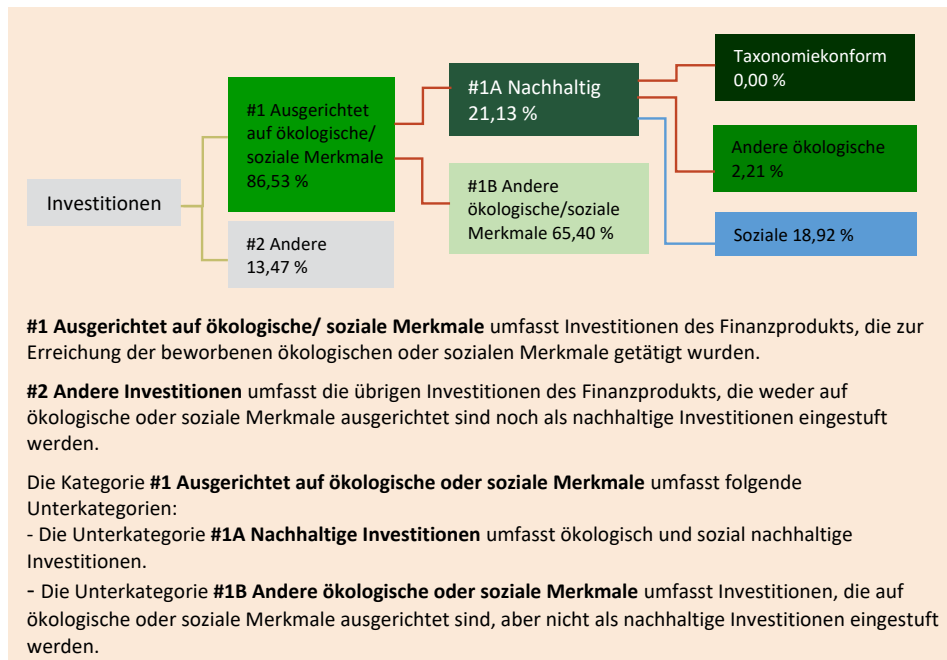 Investitionen
#1 Ausgerichtet
auf ökologische/
soziale Merkmale
86,53 %
#2 Andere
13,47 %
#1A Nachhaltig
21,13 %
#1B Andere
ökologische/soziale
Merkmale 65,40 %
Taxonomiekonform
0,00 %
Andere ökologische
2,21 %
Soziale 18,92 %
#1 Ausgerichtet auf ökologische/ soziale Merkmale umfasst Investitionen des Finanzprodukts, die zur
Erreichung der beworbenen ökologischen oder sozialen Merkmale getätigt wurden.
#2 Andere Investitionen umfasst die übrigen Investitionen des Finanzprodukts, die weder auf
ökologische oder soziale Merkmale ausgerichtet sind noch als nachhaltige Investitionen eingestuft
werden.
Die Kategorie #1 Ausgerichtet auf ökologische oder soziale Merkmale umfasst folgende
Unterkategorien:
- Die Unterkategorie #1A Nachhaltige Investitionen umfasst ökologisch und sozial nachhaltige
Investitionen.
- Die Unterkategorie #1B Andere ökologische oder soziale Merkmale umfasst Investitionen, die auf
ökologische oder soziale Merkmale ausgerichtet sind, aber nicht als nachhaltige Investitionen eingestuft
werden.